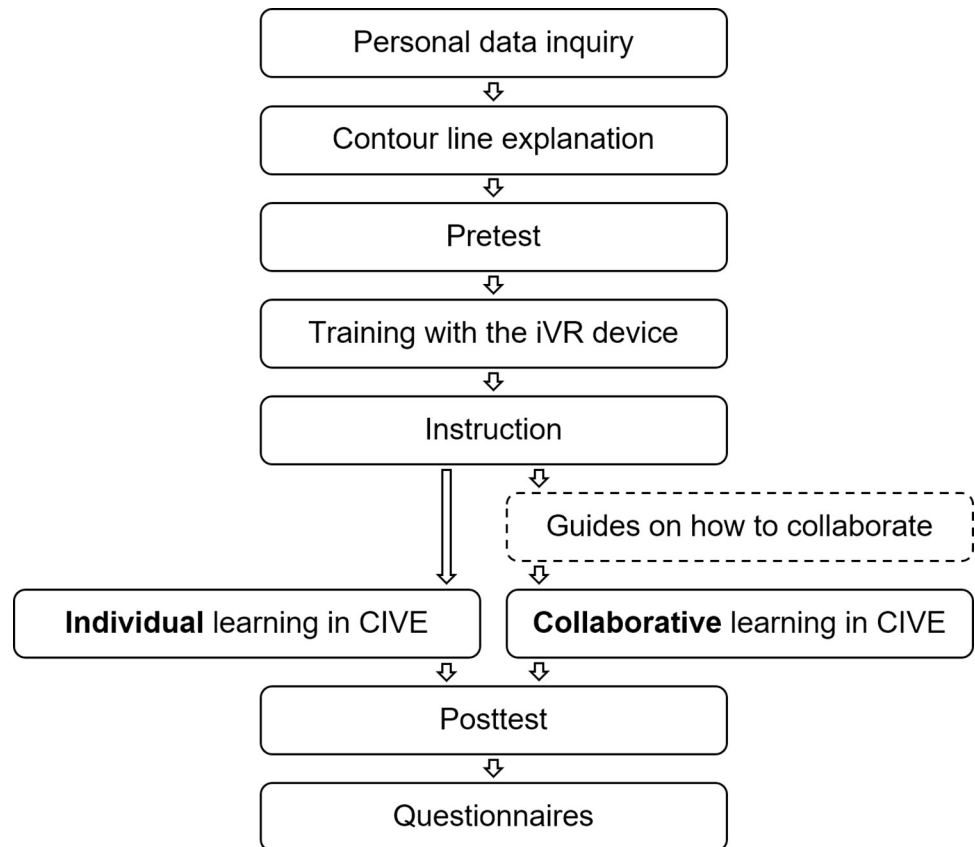 Personal data inquiry
Contour line explanation
Pretest
Training with the iVR device
Instruction
Guides on how to collaborate
Individual learning in CIVE
Collaborative learning in CIVE
Posttest
Questionnaires